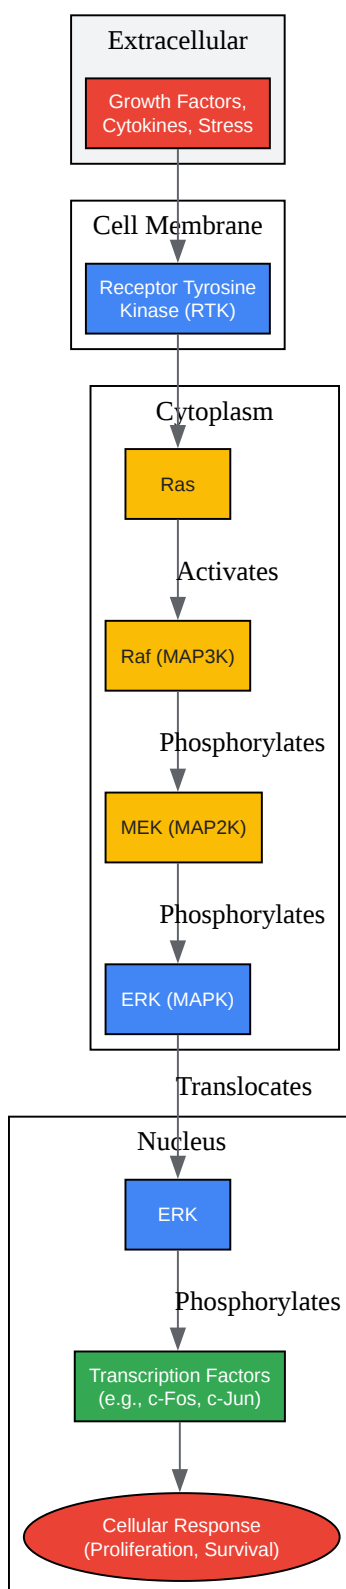 Extracellular
Growth Factors,
Cytokines, Stress
Cell Membrane
Receptor Tyrosine
Kinase (RTK)
Cytoplasm
Ras
Activates
Raf (MAP3K)
Phosphorylates
MEK (MAP2K)
Phosphorylates
ERK (MAPK)
Translocates
Nucleus
ERK
Phosphorylates
Transcription Factors
(e.g., c-Fos, c-Jun)
Cellular Response
(Proliferation, Survival)